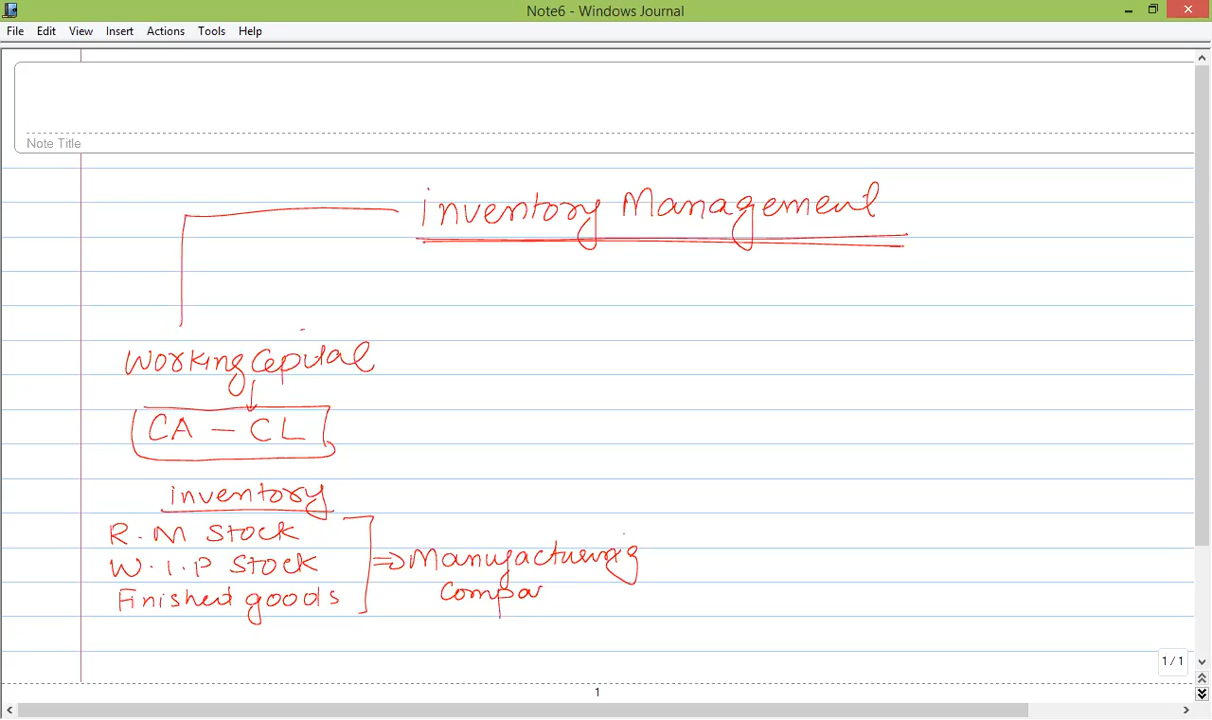 Note6 - Windows Journal
File Edit View Insert Actions Tools Help
Note Title
inventory Management
Working Capital
CA - CL
inventory
R.M Stock
W.I.P Stock
Finished goods
=> Manufacturing
Compa
1 / 1
1